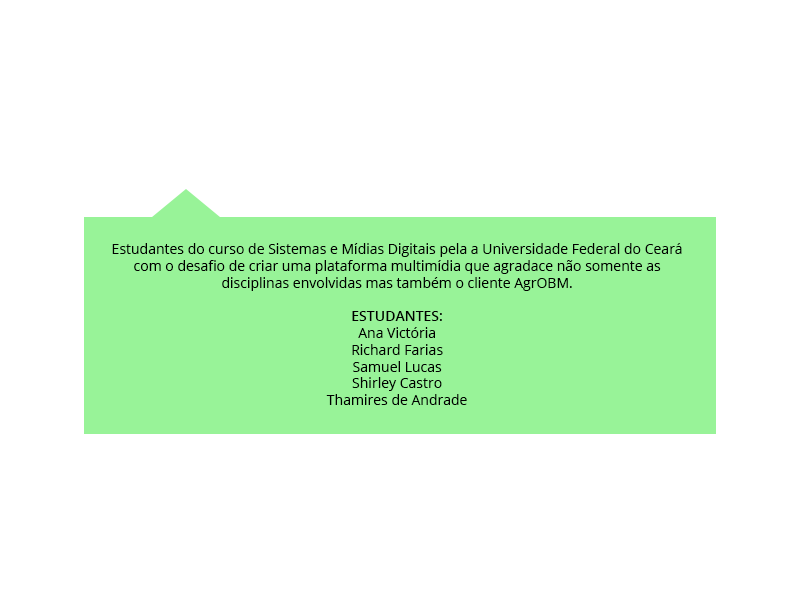 Estudantes do curso de Sistemas e Mídias Digitais pela a Universidade Federal do Ceará
com o desafio de criar uma plataforma multimídia que agradace não somente as
disciplinas envolvidas mas também o cliente AgrOBM.
ESTUDANTES:
Ana Victória
Richard Farias
Samuel Lucas
Shirley Castro
Thamires de Andrade